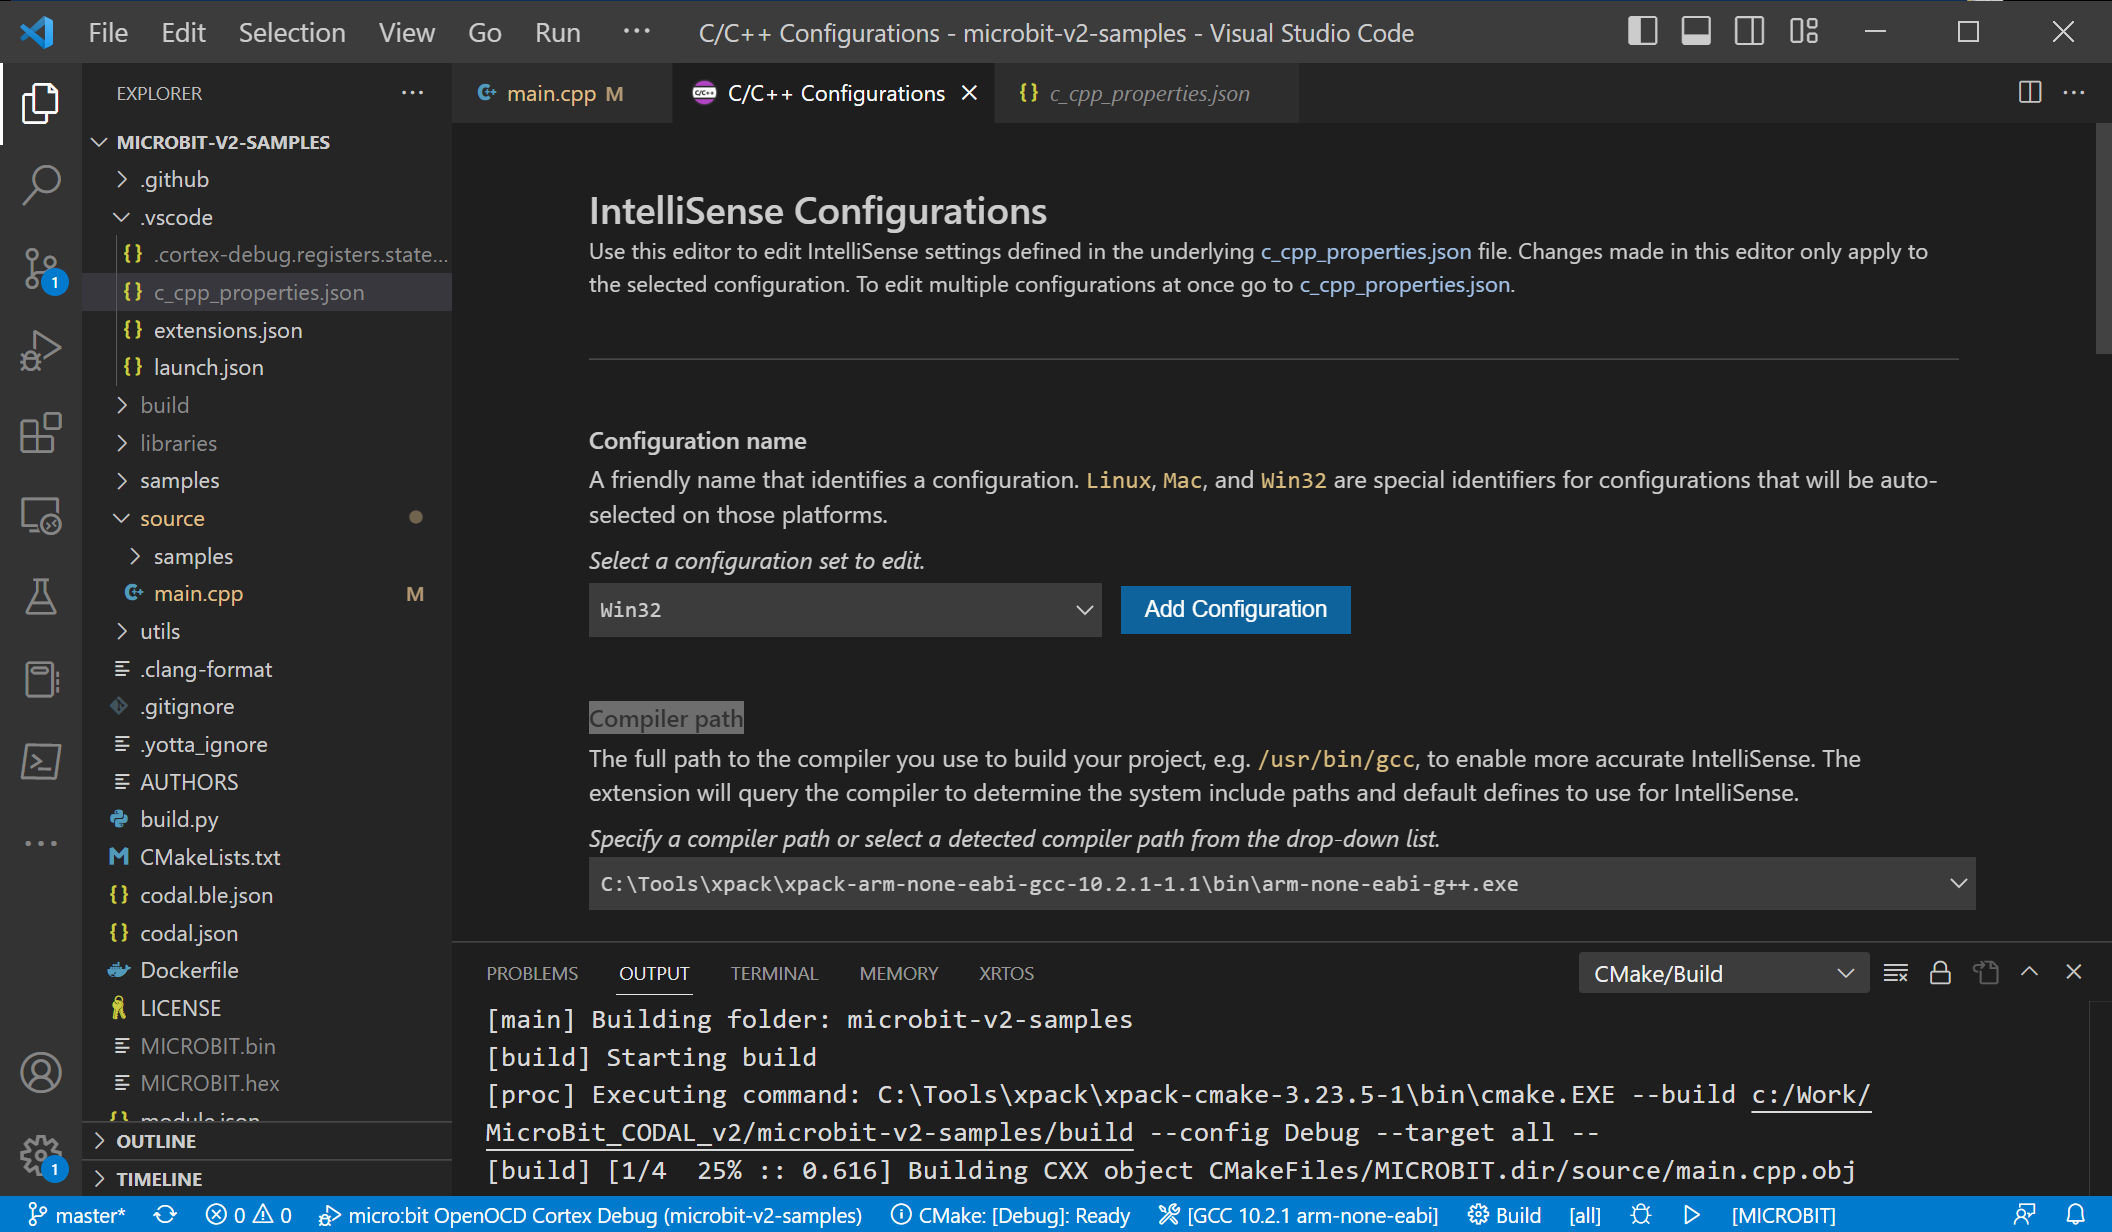 File Edit Selection View Go Run ··· C/C++ Configurations - microbit-v2-samples - Visual Studio Code
EXPLORER ···
main.cpp M
C/C++ Configurations
{} c_cpp_properties.json
MICROBIT-V2-SAMPLES
.github
.vscode
{} .cortex-debug.registers.state...
{} c_cpp_properties.json
{} extensions.json
{} launch.json
build
libraries
samples
source
samples
main.cpp M
utils
.clang-format
.gitignore
.yotta_ignore
AUTHORS
build.py
CMakeLists.txt
{} codal.ble.json
{} codal.json
Dockerfile
LICENSE
MICROBIT.bin
MICROBIT.hex
{} module.json
OUTLINE
TIMELINE
1
1
IntelliSense Configurations
Use this editor to edit IntelliSense settings defined in the underlying c_cpp_properties.json file. Changes made in this editor only apply to
the selected configuration. To edit multiple configurations at once go to c_cpp_properties.json.
Configuration name
A friendly name that identifies a configuration. Linux, Mac, and Win32 are special identifiers for configurations that will be auto-
selected on those platforms.
Select a configuration set to edit.
Win32
Add Configuration
Compiler path
The full path to the compiler you use to build your project, e.g. /usr/bin/gcc, to enable more accurate IntelliSense. The
extension will query the compiler to determine the system include paths and default defines to use for IntelliSense.
Specify a compiler path or select a detected compiler path from the drop-down list.
C:\Tools\xpack\xpack-arm-none-eabi-gcc-10.2.1-1.1\bin\arm-none-eabi-g++.exe
PROBLEMS OUTPUT TERMINAL MEMORY XRTOS
CMake/Build
[main] Building folder: microbit-v2-samples
[build] Starting build
[proc] Executing command: C:\Tools\xpack\xpack-cmake-3.23.5-1\bin\cmake.EXE --build c:/Work/
MicroBit_CODAL_v2/microbit-v2-samples/build --config Debug --target all --
[build] [1/4  25% :: 0.616] Building CXX object CMakeFiles/MICROBIT.dir/source/main.cpp.obj
master* 0 0 micro:bit OpenOCD Cortex Debug (microbit-v2-samples) CMake: [Debug]: Ready [GCC 10.2.1 arm-none-eabi] Build [all] [MICROBIT]